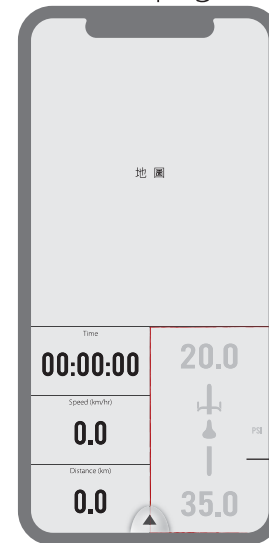 地 圖
Time
00:00:00
Speed (km/hr)
0.0
Distance (km)
0.0
20.0
PSI
35.0